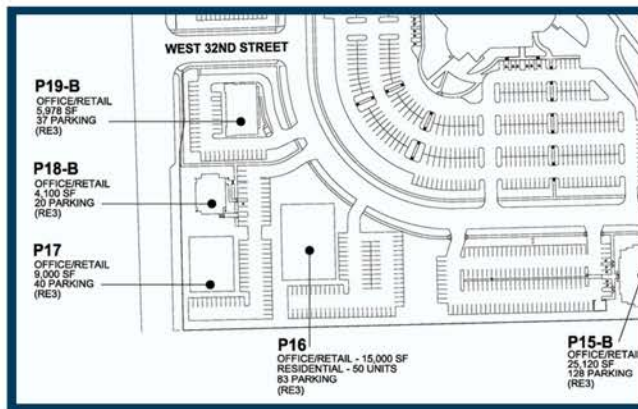 WEST 32ND STREET
P19-B
OFFICE/RETAIL
5,978 SF
37 PARKING
(RE3)
P18-B
OFFICE/RETAIL
4,100 SF
20 PARKING
(RE3)
P17
OFFICE/RETAIL
9,000 SF
40 PARKING
(RE3)
P16
OFFICE/RETAIL - 15,000 SF
RESIDENTIAL - 50 UNITS
83 PARKING
(RE3)
P15-B
OFFICE/RETAIL
25,120 SF
128 PARKING
(RE3)